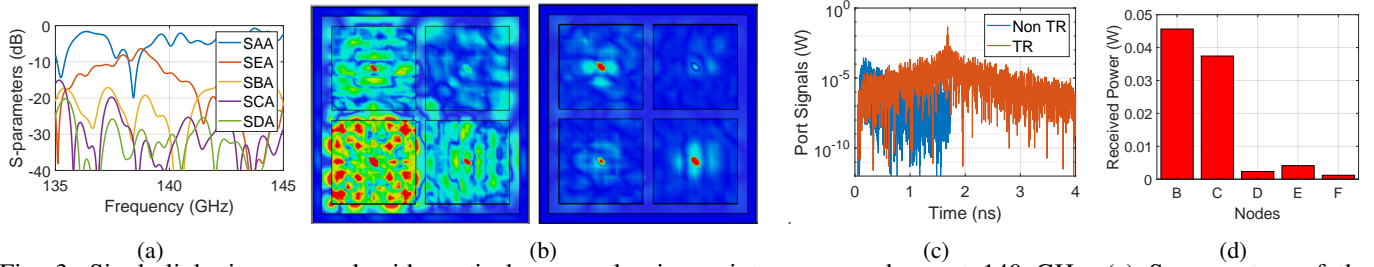 0
-10
-20
-30
-40
S-parameters (dB)
135
140
145
Frequency (GHz)
SAA
SEA
SBA
SCA
SDA
(a)
(b)
10^0
10^-5
10^-10
Port Signals (W)
0
1
2
3
4
Time (ns)
Non TR
TR
(c)
0.05
0.04
0.03
0.02
0.01
0
Received Power (W)
B
C
D
E
F
Nodes
(d)